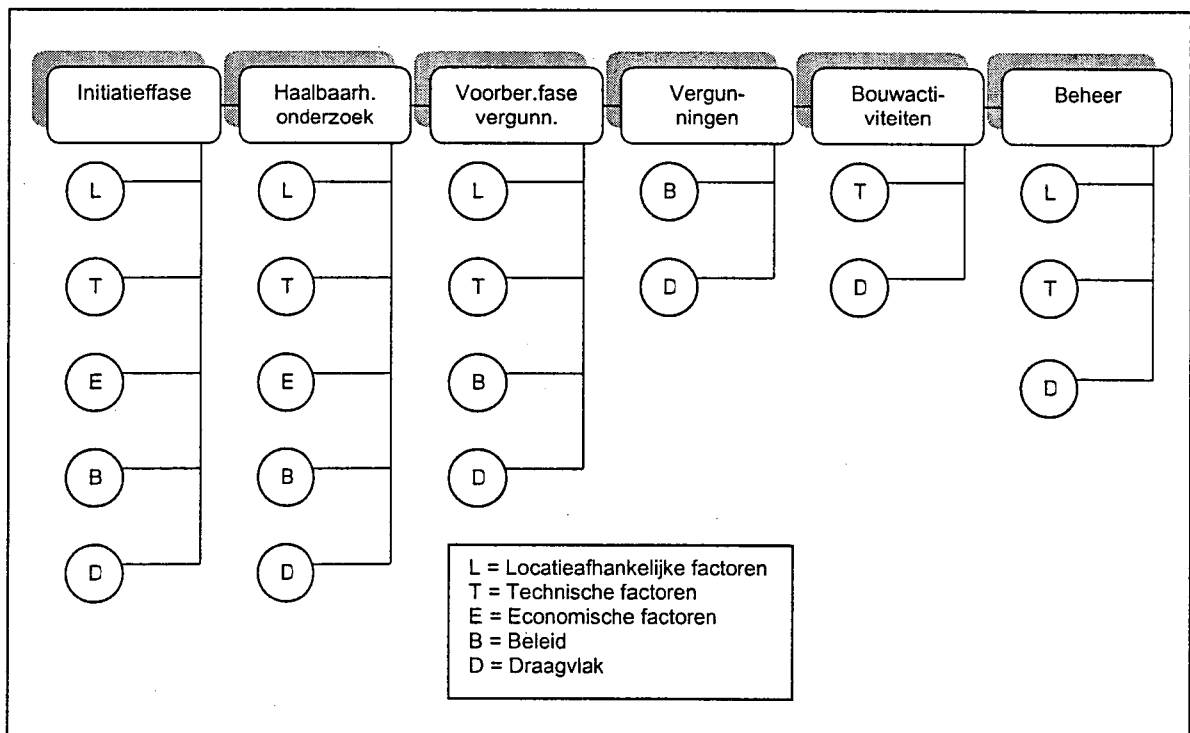 Initiatieffase
Haalbaarh.
onderzoek
Voorber.fase
vergunn.
Vergun-
ningen
Bouwacti-
viteiten
Beheer
L
T
E
B
D
L
T
E
B
D
L
T
B
D
B
D
T
D
L
T
D
L = Locatieafhankelijke factoren
T = Technische factoren
E = Economische factoren
B = Beleid
D = Draagvlak